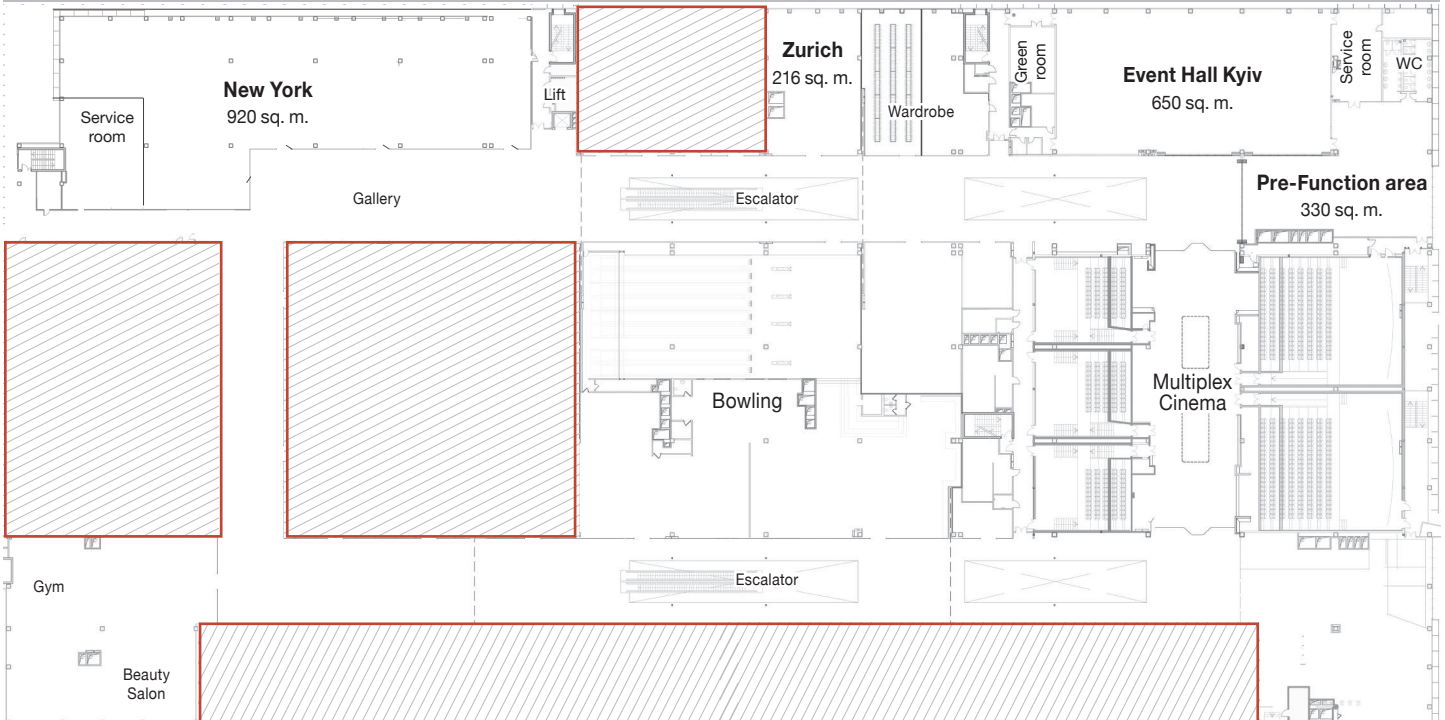 New York
920 sq. m.
Service
room
Lift
Zurich
216 sq. m.
Wardrobe
Green
room
Event Hall Kyiv
650 sq. m.
Service
room
WC
Gallery
Escalator
Pre-Function area
330 sq. m.
Bowling
Multiplex
Cinema
Gym
Escalator
Beauty
Salon